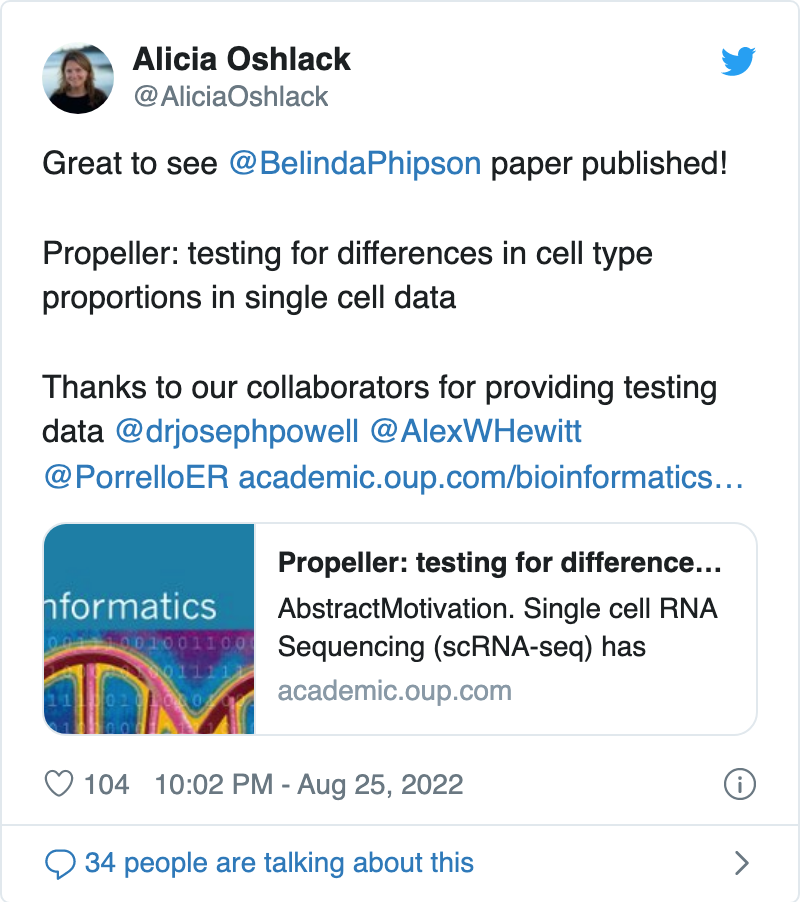 Alicia Oshlack
@AliciaOshlack
Great to see @BelindaPhipson paper published!
Propeller: testing for differences in cell type
proportions in single cell data
Thanks to our collaborators for providing testing
data @drjosephpowell @AlexWHewitt
@PorrelloER academic.oup.com/bioinformatics…
nformatics
Propeller: testing for difference…
AbstractMotivation. Single cell RNA
Sequencing (scRNA-seq) has
academic.oup.com
104 10:02 PM - Aug 25, 2022
34 people are talking about this